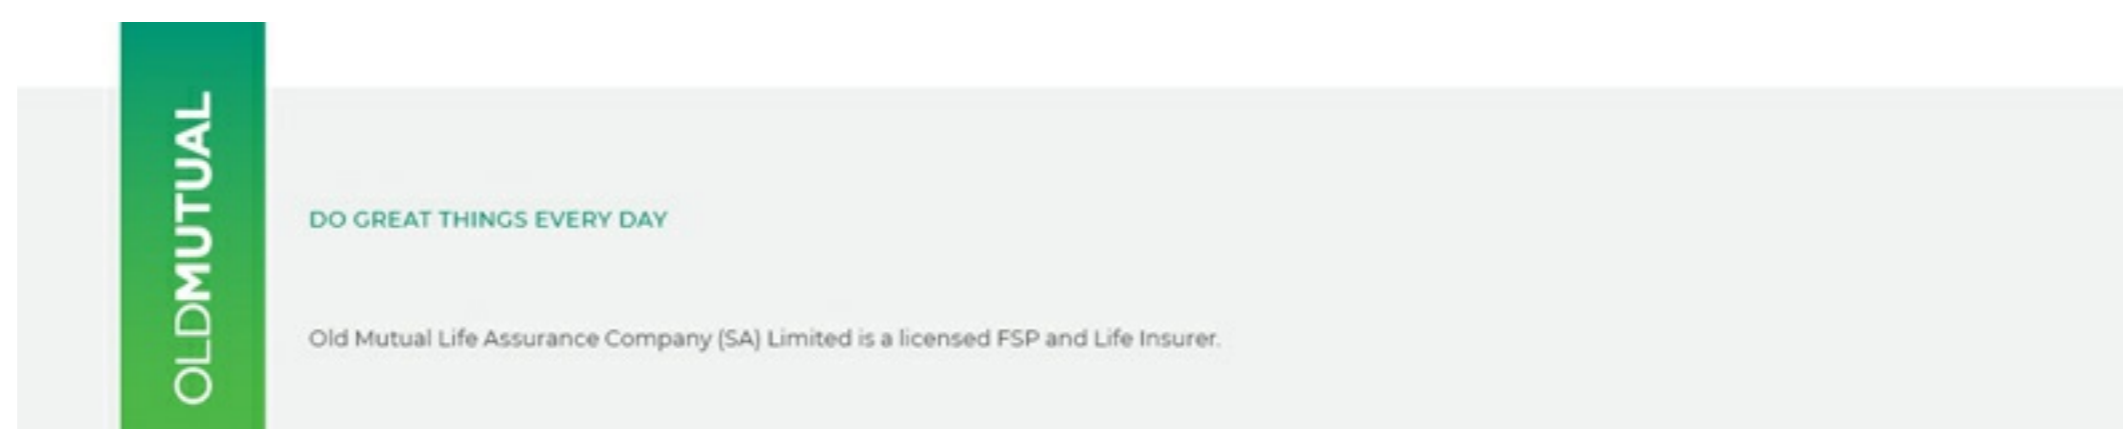 OLDMUTUAL
DO GREAT THINGS EVERY DAY
Old Mutual Life Assurance Company (SA) Limited is a licensed FSP and Life Insurer.